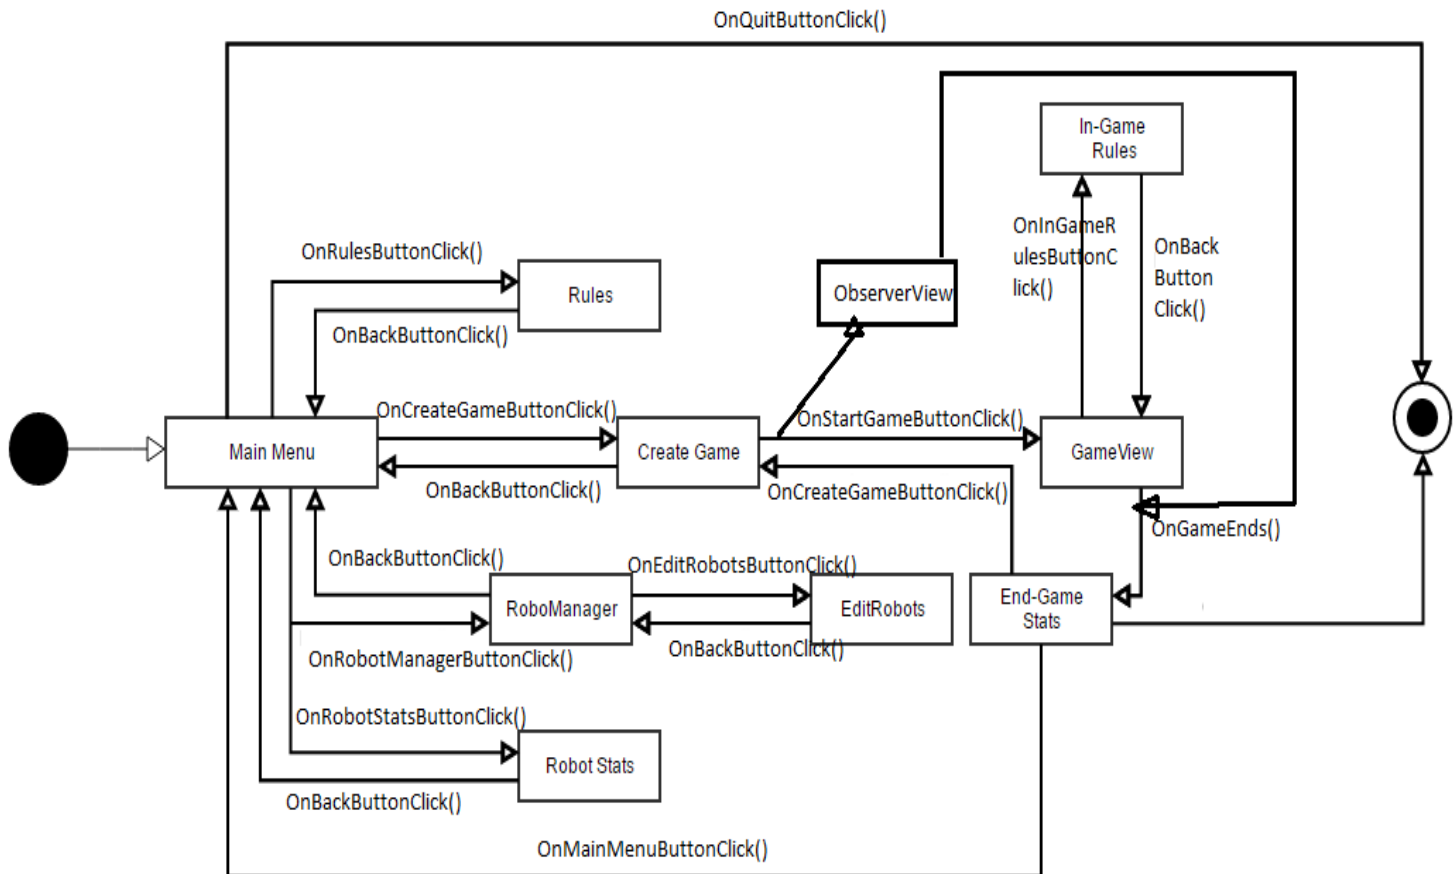 OnQuitButtonClick()
In-Game
Rules
OnInGameR
ulesButtonC
lick()
OnBack
Button
Click()
OnRulesButtonClick()
Rules
ObserverView
OnBackButtonClick()
OnCreateGameButtonClick()
OnStartGameButtonClick()
Main Menu
Create Game
GameView
OnBackButtonClick()
OnCreateGameButtonClick()
OnGameEnds()
OnBackButtonClick()
OnEditRobotsButtonClick()
RoboManager
EditRobots
End-Game
Stats
OnBackButtonClick()
OnRobotManagerButtonClick()
OnRobotStatsButtonClick()
Robot Stats
OnBackButtonClick()
OnMainMenuButtonClick()